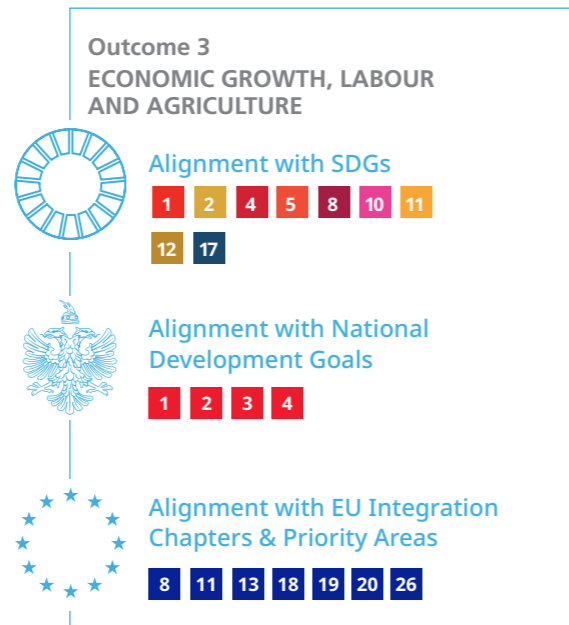 Outcome 3
ECONOMIC GROWTH, LABOUR
AND AGRICULTURE
Alignment with SDGs
1 2 4 5 8 10 11
12 17
Alignment with National
Development Goals
1 2 3 4
Alignment with EU Integration
Chapters & Priority Areas
8 11 13 18 19 20 26